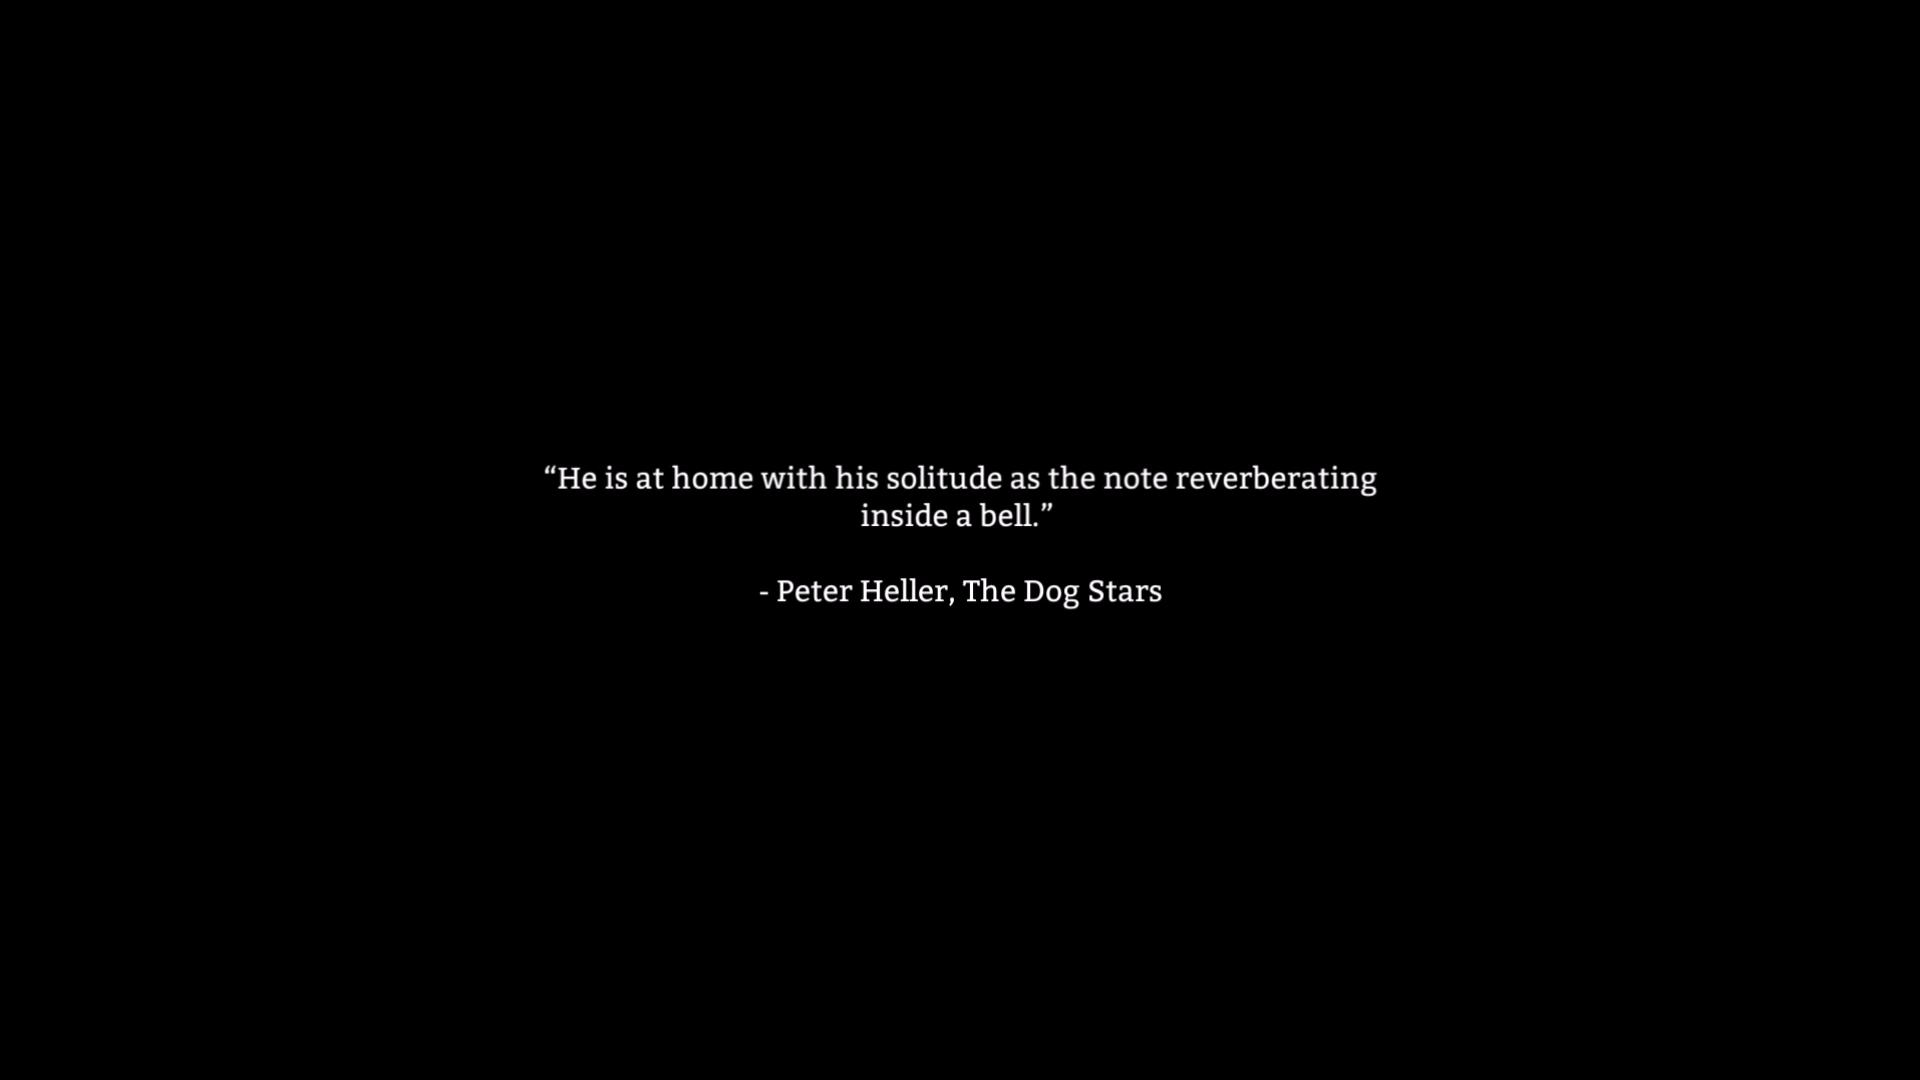 “He is at home with his solitude as the note reverberating
inside a bell.”
- Peter Heller, The Dog Stars